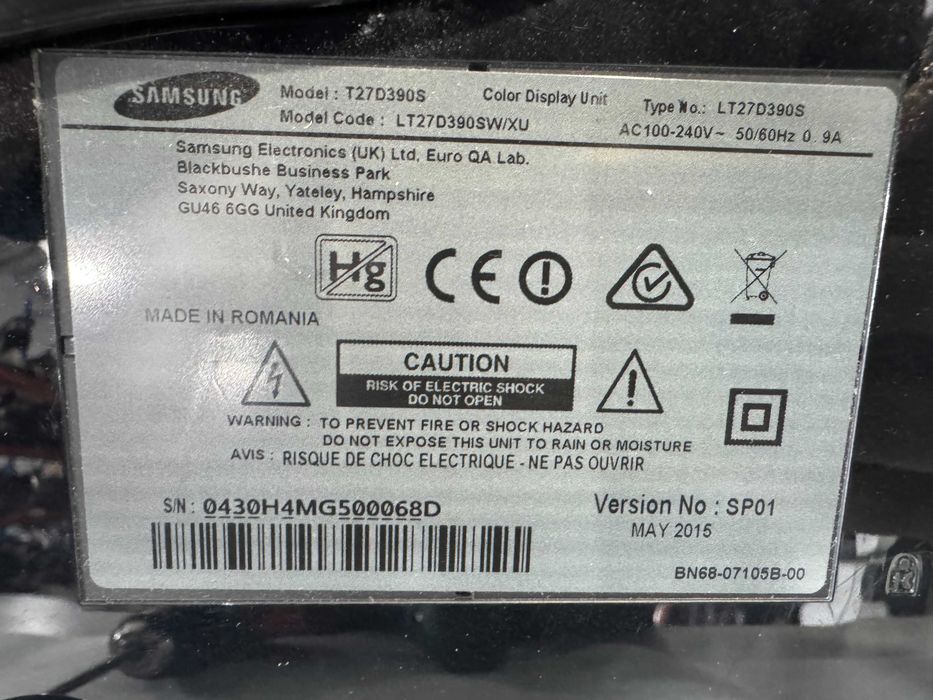 SAMSUNG
Model : T27D390S Color Display Unit Type No.: LT27D390S
Model Code : LT27D390SW/XU AC100-240V~ 50/60Hz 0.9A
Samsung Electronics (UK) Ltd, Euro QA Lab.
Blackbushe Business Park
Saxony Way, Yateley, Hampshire
GU46 6GG United Kingdom
Hg CE
MADE IN ROMANIA
CAUTION
RISK OF ELECTRIC SHOCK
DO NOT OPEN
WARNING : TO PREVENT FIRE OR SHOCK HAZARD
DO NOT EXPOSE THIS UNIT TO RAIN OR MOISTURE
AVIS : RISQUE DE CHOC ELECTRIQUE - NE PAS OUVRIR
S/N : 0430H4MG500068D Version No : SP01
MAY 2015
BN68-07105B-00